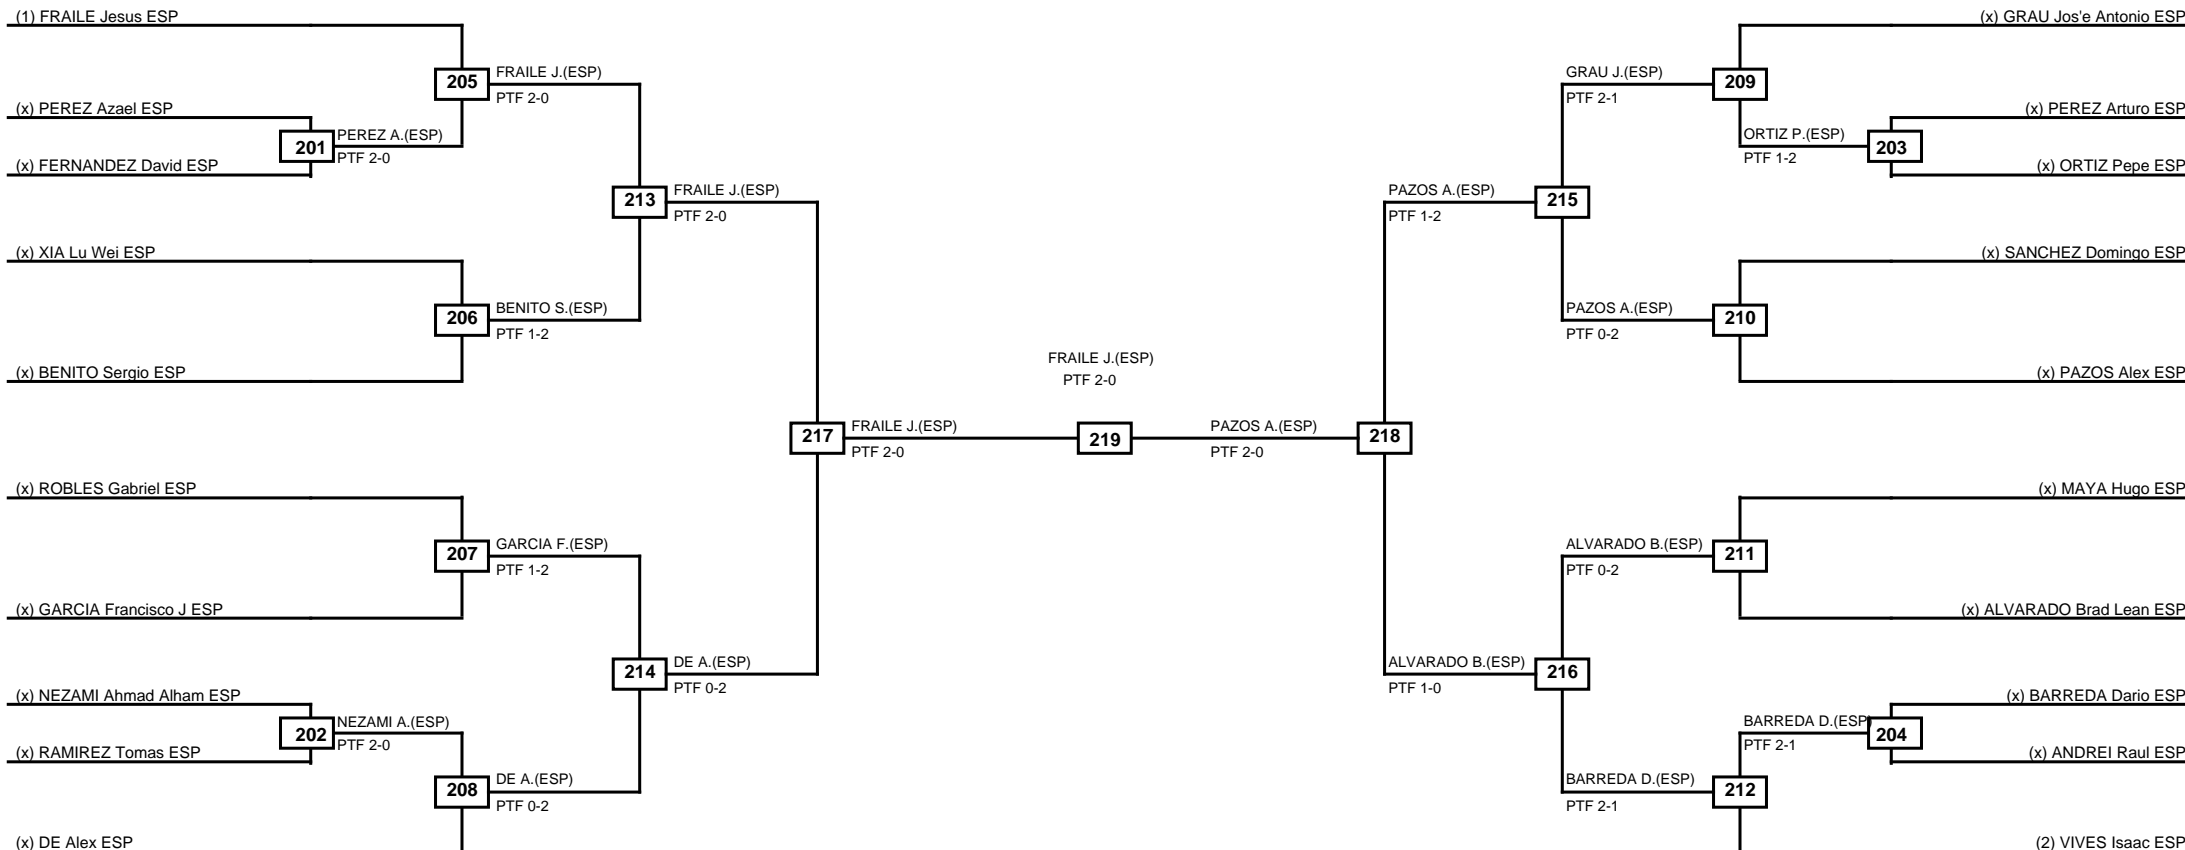 (1) FRAILE Jesus ESP
(x) GRAU Jos'e Antonio ESP
205
FRAILE J.(ESP)
PTF 2-0
GRAU J.(ESP)
PTF 2-1
209
(x) PEREZ Azael ESP
(x) PEREZ Arturo ESP
201
PEREZ A.(ESP)
PTF 2-0
ORTIZ P.(ESP)
PTF 1-2
203
(x) FERNANDEZ David ESP
(x) ORTIZ Pepe ESP
213
FRAILE J.(ESP)
PTF 2-0
PAZOS A.(ESP)
PTF 1-2
215
(x) XIA Lu Wei ESP
(x) SANCHEZ Domingo ESP
206
BENITO S.(ESP)
PTF 1-2
PAZOS A.(ESP)
PTF 0-2
210
(x) BENITO Sergio ESP
(x) PAZOS Alex ESP
FRAILE J.(ESP)
PTF 2-0
217
FRAILE J.(ESP)
PTF 2-0
219
PAZOS A.(ESP)
PTF 2-0
218
(x) ROBLES Gabriel ESP
(x) MAYA Hugo ESP
207
GARCIA F.(ESP)
PTF 1-2
ALVARADO B.(ESP)
PTF 0-2
211
(x) GARCIA Francisco J ESP
(x) ALVARADO Brad Lean ESP
214
DE A.(ESP)
PTF 0-2
ALVARADO B.(ESP)
PTF 1-0
216
(x) NEZAMI Ahmad Alham ESP
(x) BARREDA Dario ESP
202
NEZAMI A.(ESP)
PTF 2-0
BARREDA D.(ESP)
PTF 2-1
204
(x) RAMIREZ Tomas ESP
(x) ANDREI Raul ESP
208
DE A.(ESP)
PTF 0-2
BARREDA D.(ESP)
PTF 2-1
212
(x) DE Alex ESP
(2) VIVES Isaac ESP